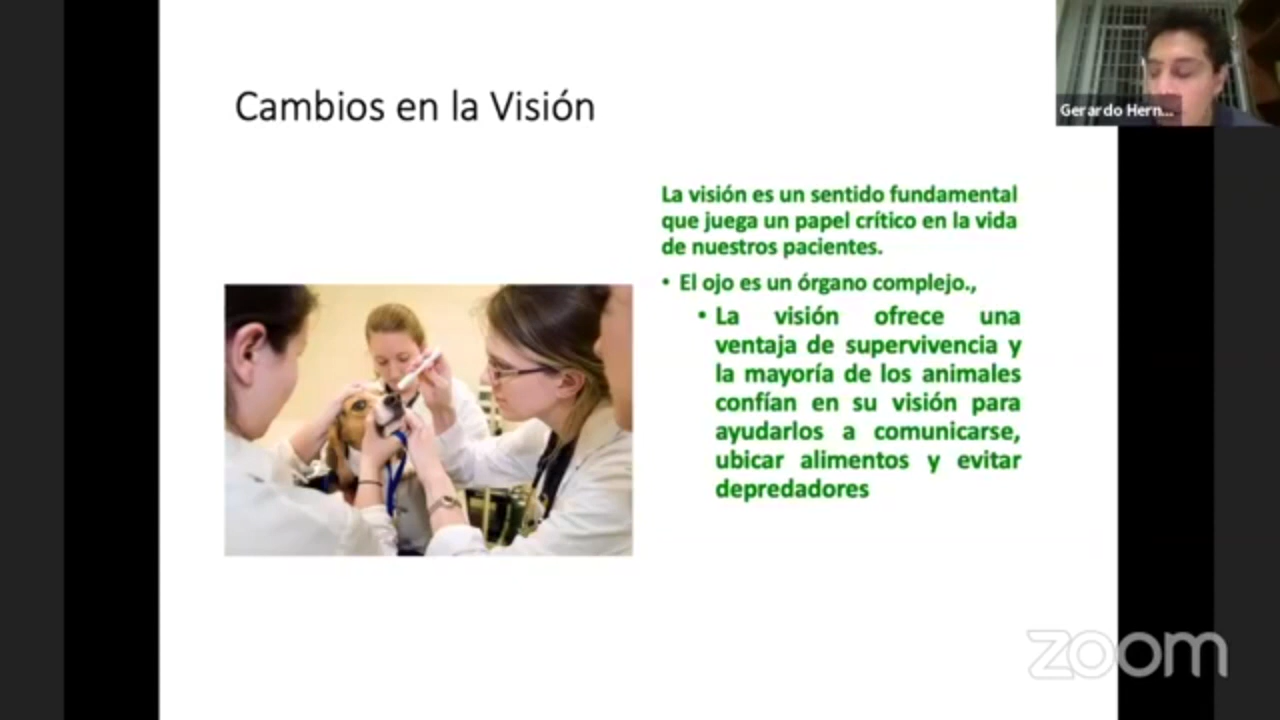 Cambios en la Visión
Gerardo Hern...
La visión es un sentido fundamental
que juega un papel crítico en la vida
de nuestros pacientes.
• El ojo es un órgano complejo.,
• La visión ofrece una
ventaja de supervivencia y
la mayoría de los animales
confían en su visión para
ayudarlos a comunicarse,
ubicar alimentos y evitar
depredadores
zoom